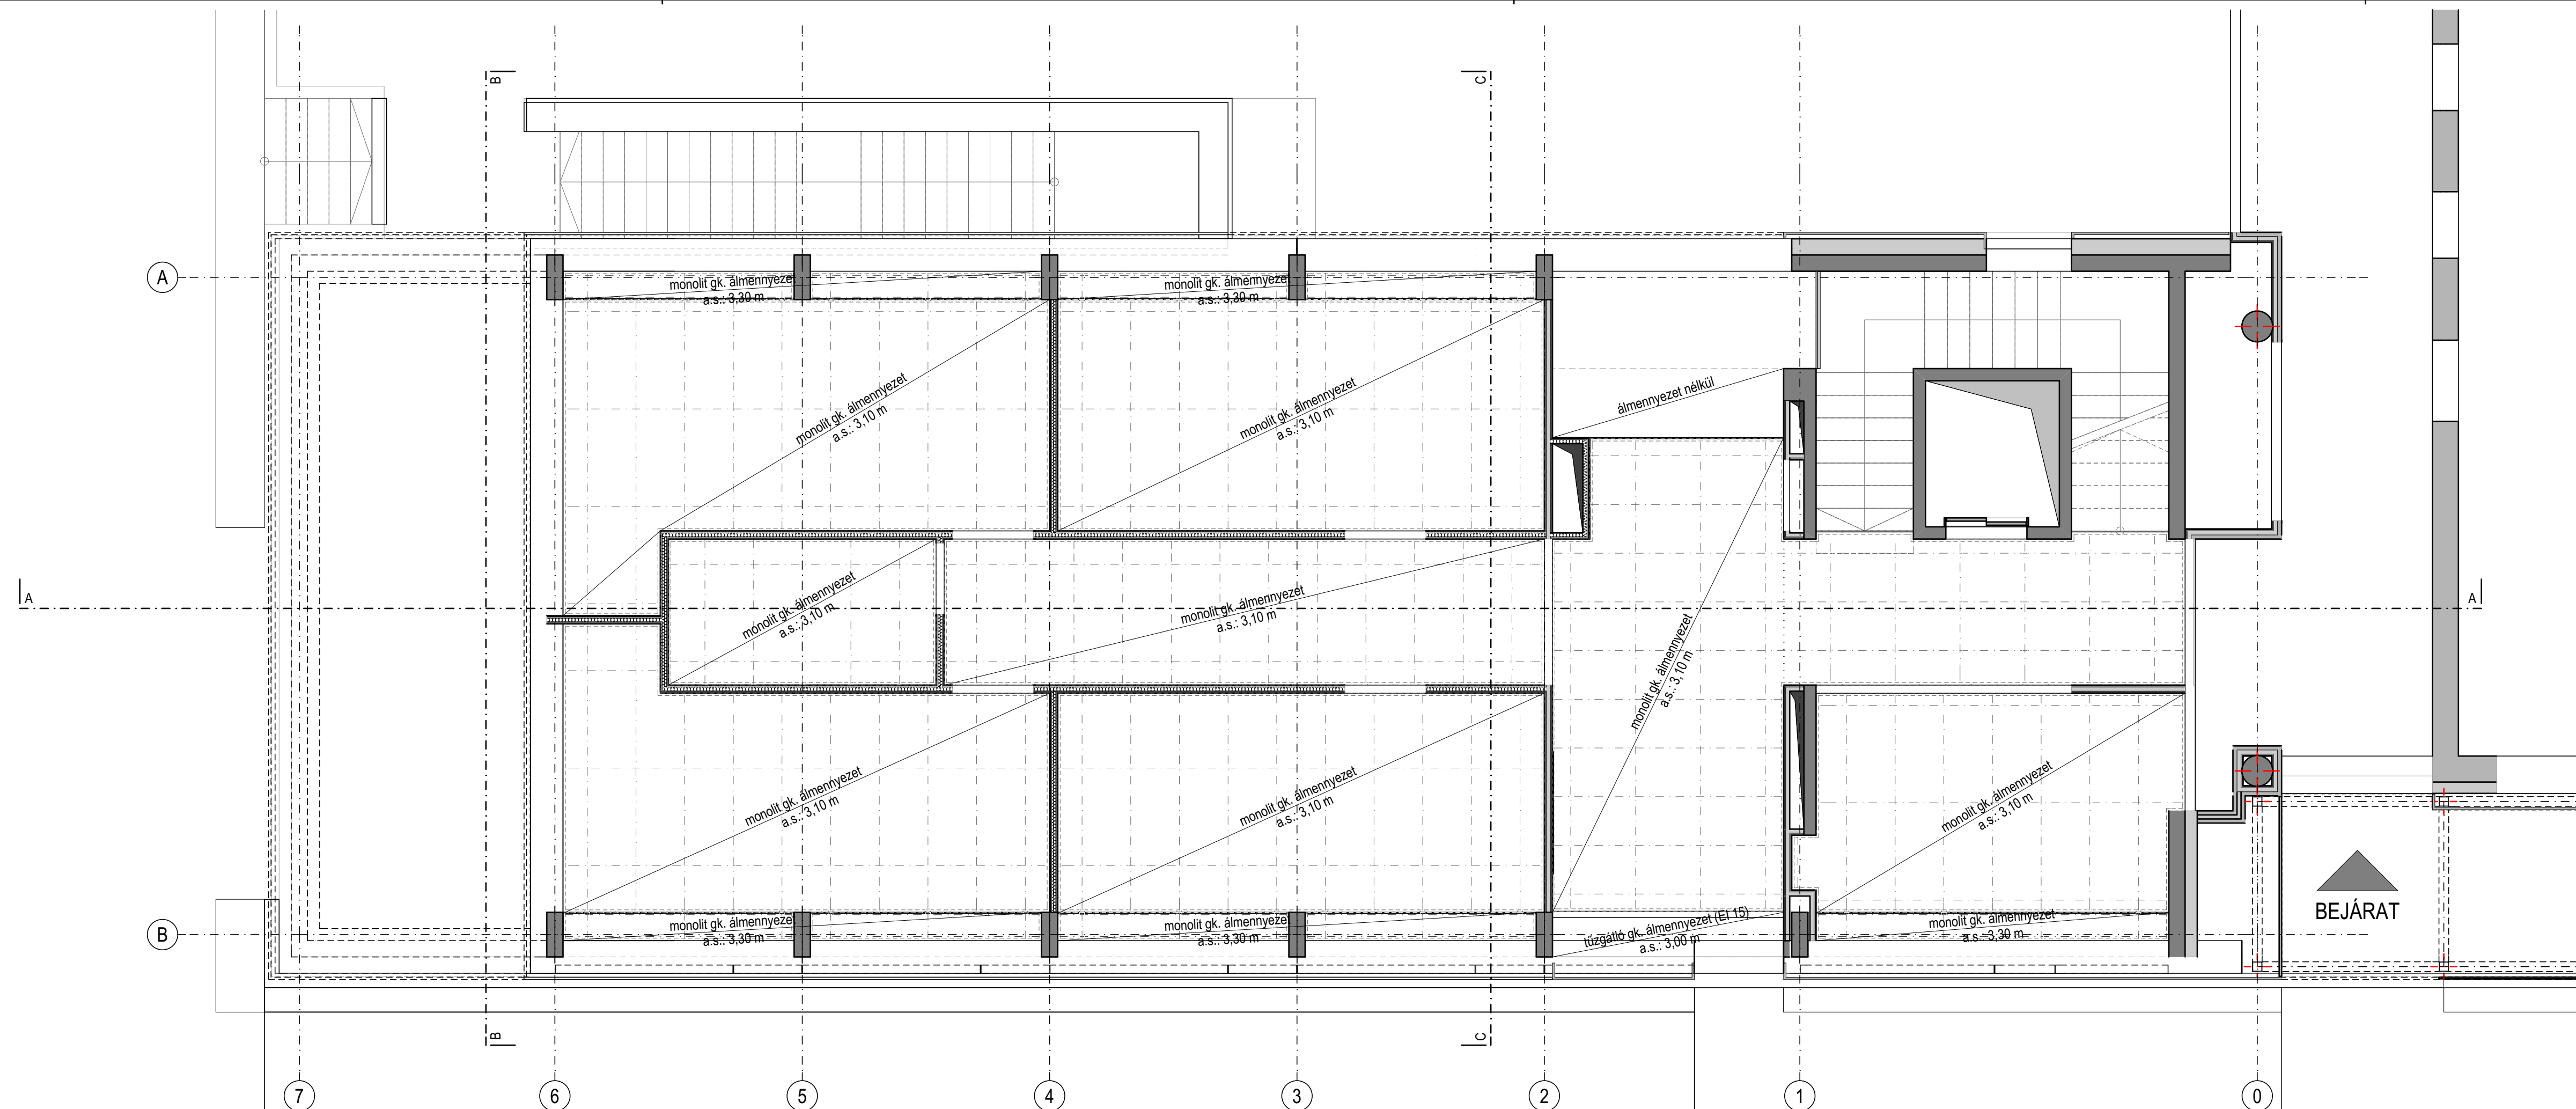 B
C
A
monolit gk. álmennyezet
a.s.: 3,30 m
monolit gk. álmennyezet
a.s.: 3,30 m
monolit gk. álmennyezet
a.s.: 3,10 m
monolit gk. álmennyezet
a.s.: 3,10 m
álmennyezet nélkül
A
A
monolit gk. álmennyezet
a.s.: 3,10 m
monolit gk. álmennyezet
a.s.: 3,10 m
monolit gk. álmennyezet
a.s.: 3,10 m
monolit gk. álmennyezet
a.s.: 3,10 m
monolit gk. álmennyezet
a.s.: 3,10 m
monolit gk. álmennyezet
a.s.: 3,10 m
B
monolit gk. álmennyezet
a.s.: 3,30 m
monolit gk. álmennyezet
a.s.: 3,30 m
tűzgálló gk. álmennyezet (EI 15)
a.s.: 3,00 m
monolit gk. álmennyezet
a.s.: 3,30 m
BEJÁRAT
B
C
7
6
5
4
3
2
1
0